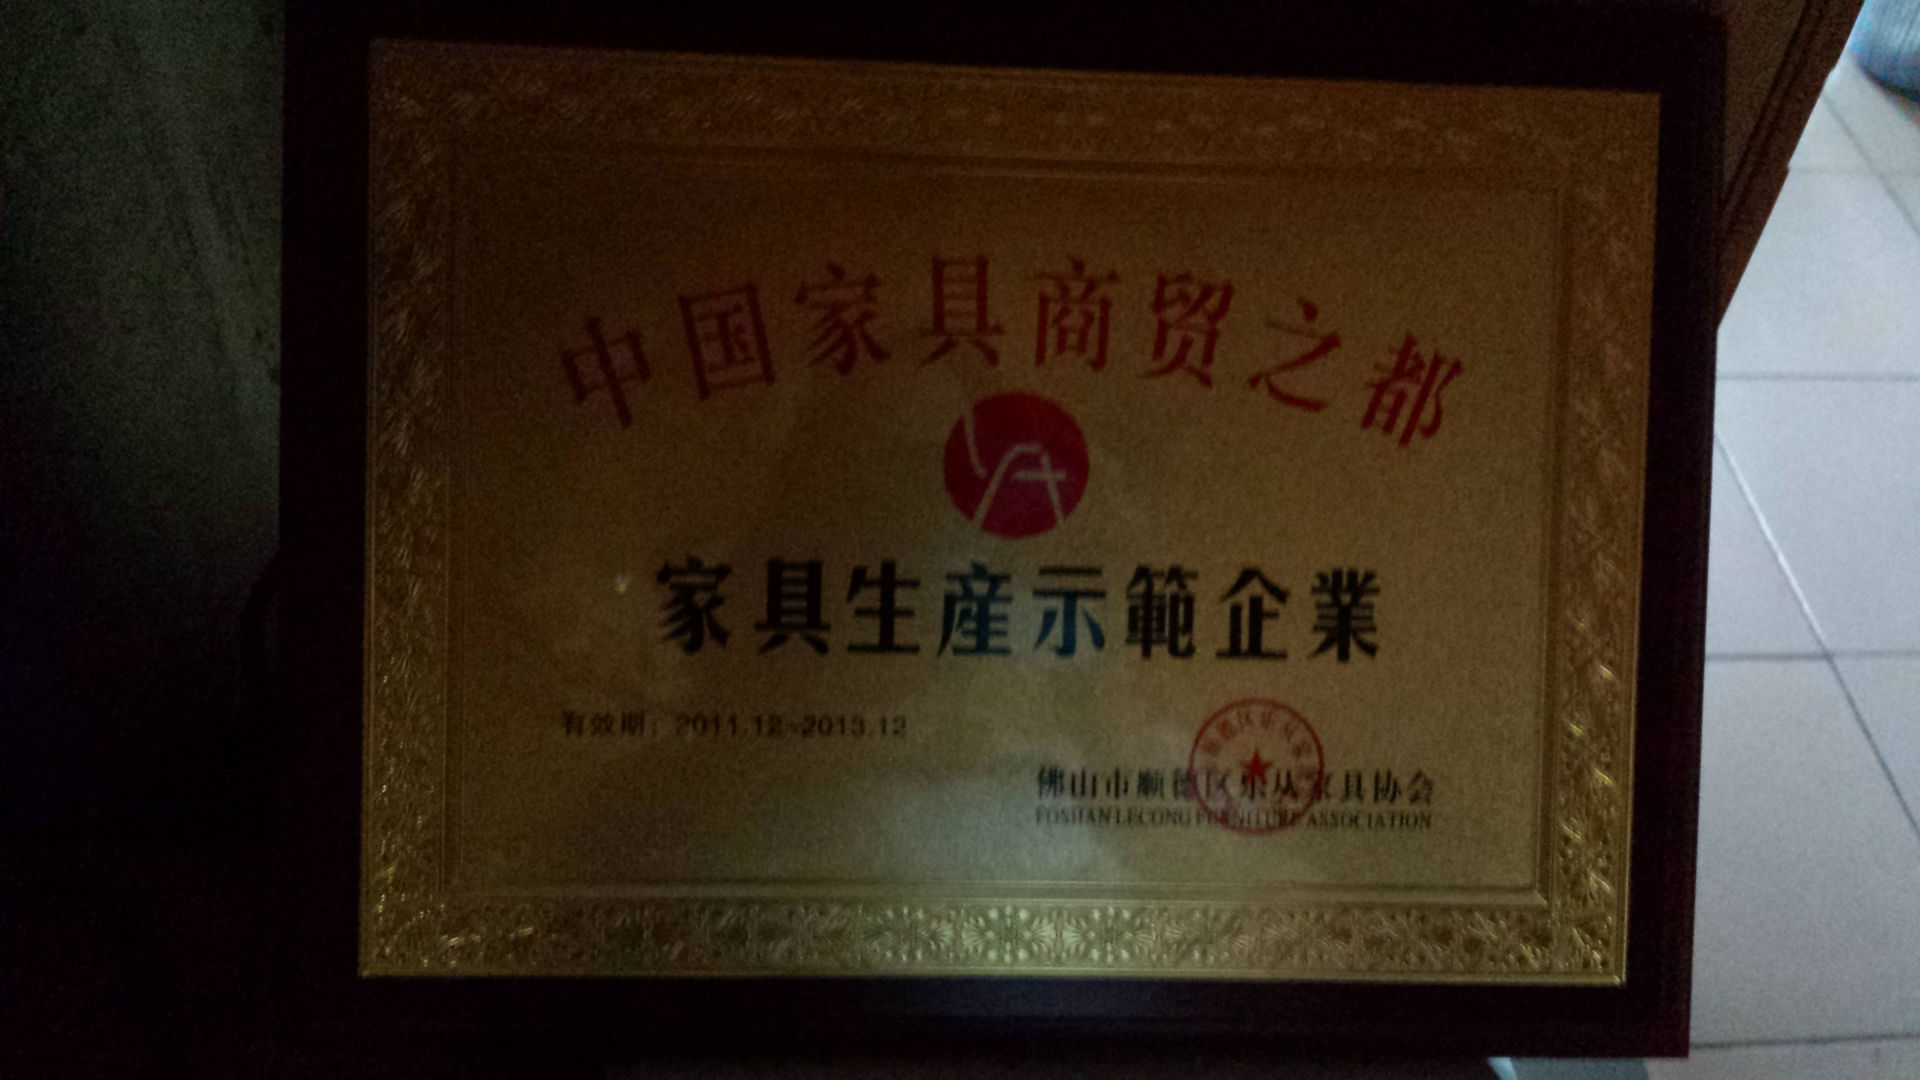 中国家具商贸之都
家具生産示範企業
有效期：2011.12-2013.12
佛山市顺德区乐从家具协会
FOSHAN LECONG FURNITURE ASSOCIATION